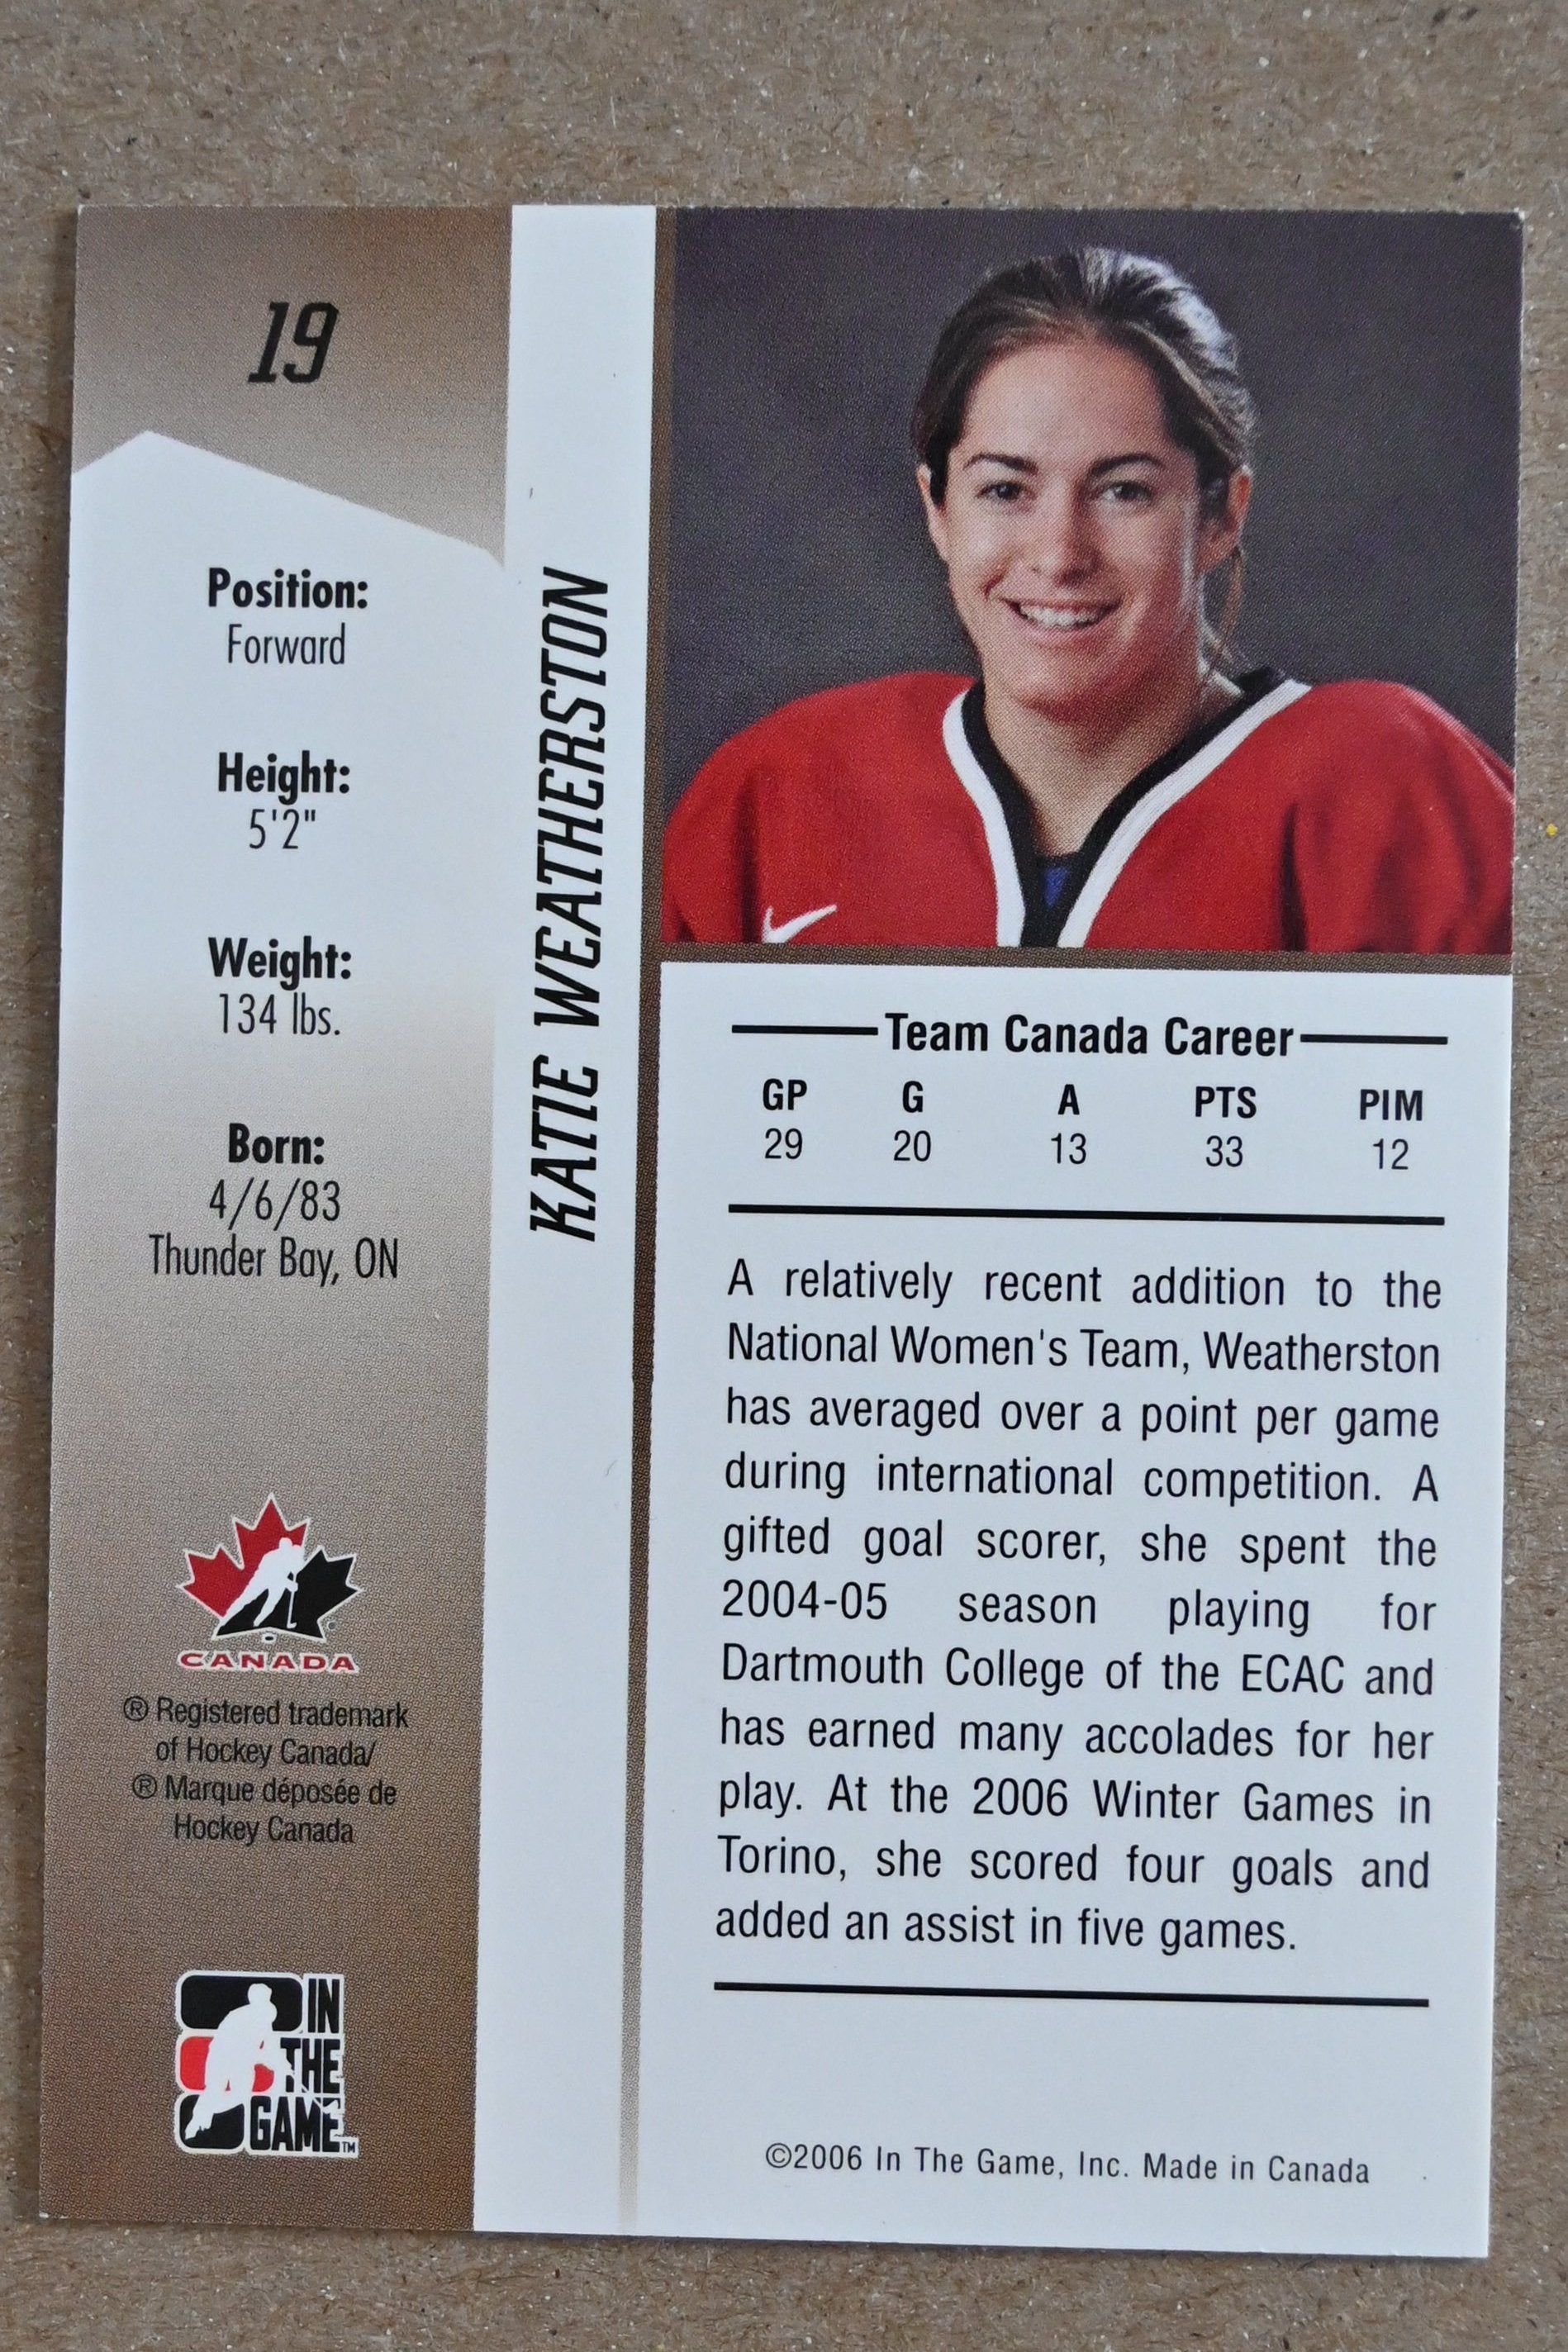 19
Position:
Forward
Height:
5'2"
Weight:
134 lbs.
Born:
4/6/83
Thunder Bay, ON
CANADA
® Registered trademark
of Hockey Canada/
® Marque déposée de
Hockey Canada
IN
THE
GAME™
KATIE WEATHERSTON
Team Canada Career
GP G A PTS PIM
29 20 13 33 12
A relatively recent addition to the
National Women's Team, Weatherston
has averaged over a point per game
during international competition. A
gifted goal scorer, she spent the
2004-05 season playing for
Dartmouth College of the ECAC and
has earned many accolades for her
play. At the 2006 Winter Games in
Torino, she scored four goals and
added an assist in five games.
©2006 In The Game, Inc. Made in Canada